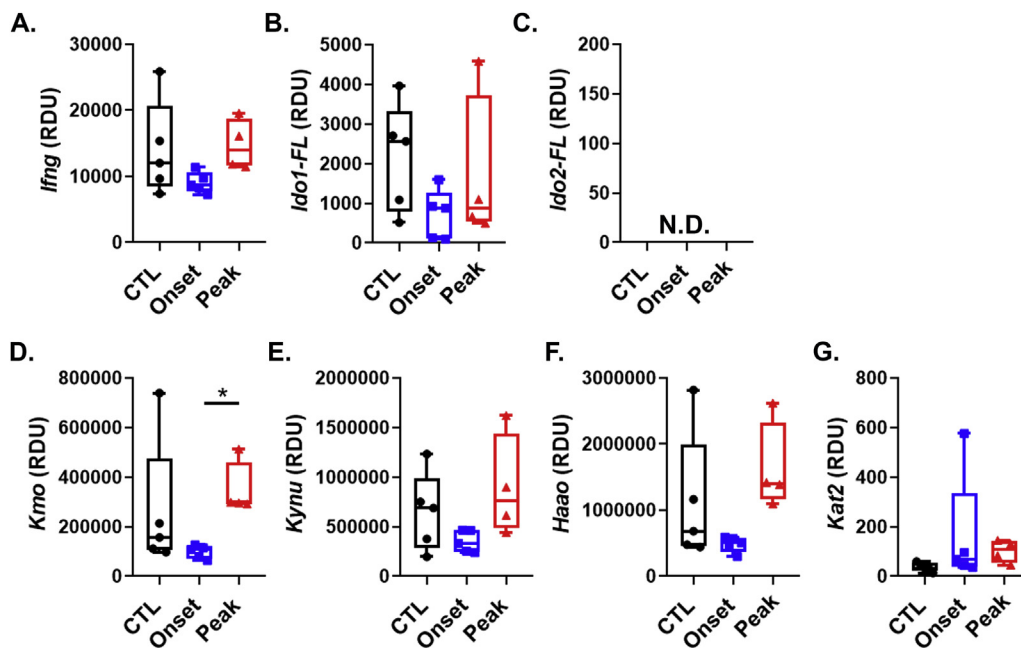 A.
Ifng (RDU)
30000
20000
10000
0
CTL
Onset
Peak
B.
Ido1-FL (RDU)
5000
4000
3000
2000
1000
0
CTL
Onset
Peak
C.
Ido2-FL (RDU)
200
150
100
50
0
N.D.
CTL
Onset
Peak
D.
Kmo (RDU)
800000
600000
400000
200000
0
*
CTL
Onset
Peak
E.
Kynu (RDU)
2000000
1500000
1000000
500000
0
CTL
Onset
Peak
F.
Haao (RDU)
3000000
2000000
1000000
0
CTL
Onset
Peak
G.
Kat2 (RDU)
800
600
400
200
0
CTL
Onset
Peak